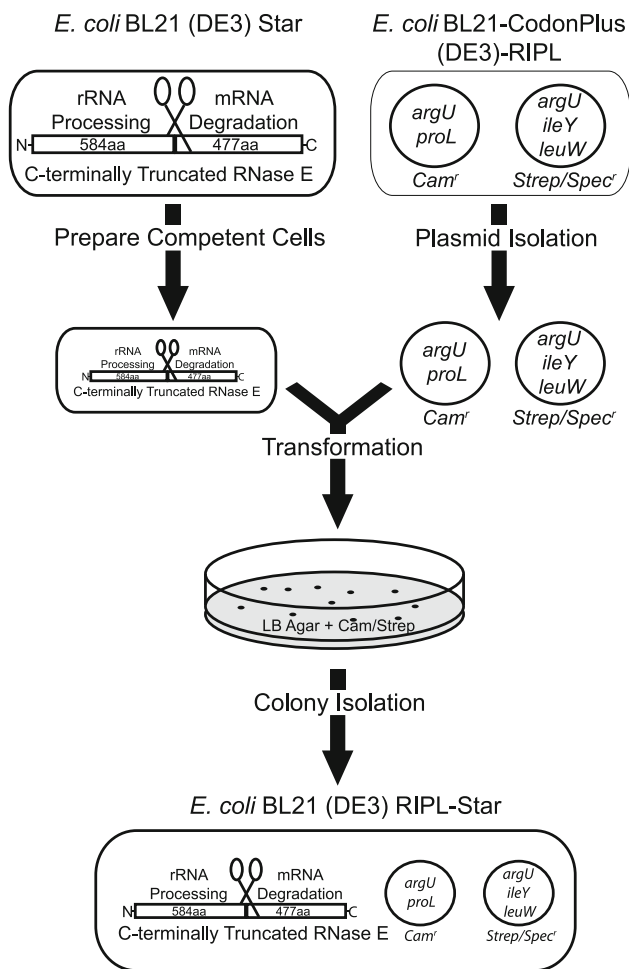 E. coli BL21 (DE3) Star
rRNA mRNA
Processing Degradation
N 584aa 477aa C
C-terminally Truncated RNase E
E. coli BL21-CodonPlus
(DE3)-RIPL
argU
proL
Camʳ
argU
ileY
leuW
Strep/Specʳ
Prepare Competent Cells
Plasmid Isolation
rRNA mRNA
Processing Degradation
N 584aa 477aa C
C-terminally Truncated RNase E
argU
proL
Camʳ
argU
ileY
leuW
Strep/Specʳ
Transformation
LB Agar + Cam/Strep
Colony Isolation
E. coli BL21 (DE3) RIPL-Star
rRNA mRNA
Processing Degradation
N 584aa 477aa C
C-terminally Truncated RNase E
argU
proL
Camʳ
argU
ileY
leuW
Strep/Specʳ